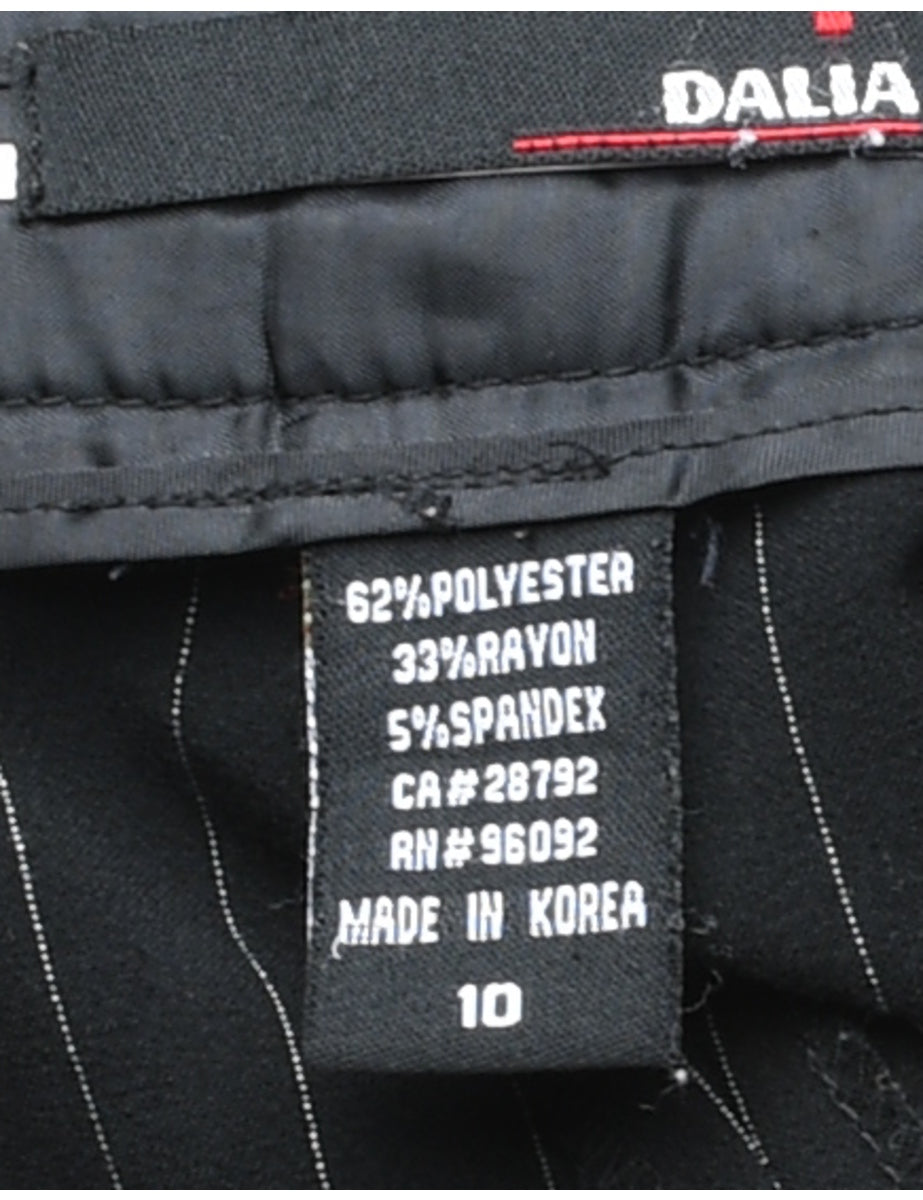 DALIA
62%POLYESTER
33%RAYON
5%SPANDEX
CA#28792
RN#96092
MADE IN KOREA
10